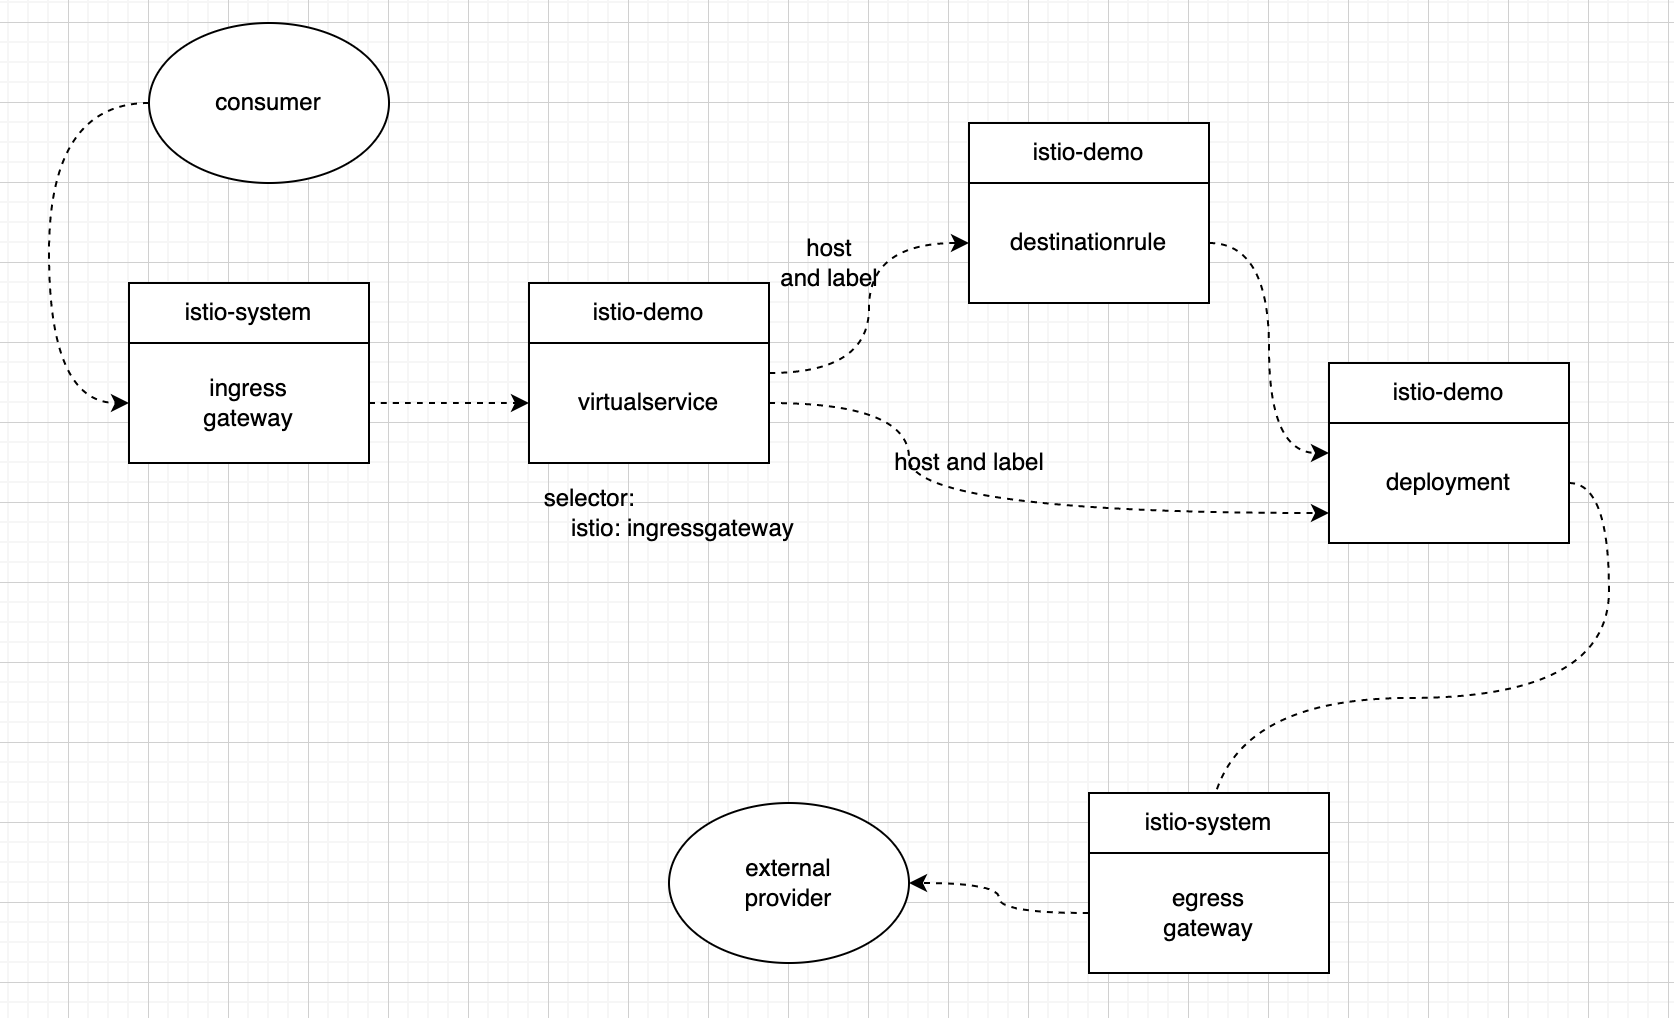 consumer
istio-demo
destinationrule
host
and label
istio-system
ingress
gateway
istio-demo
virtualservice
selector:
istio: ingressgateway
host and label
istio-demo
deployment
istio-system
egress
gateway
external
provider